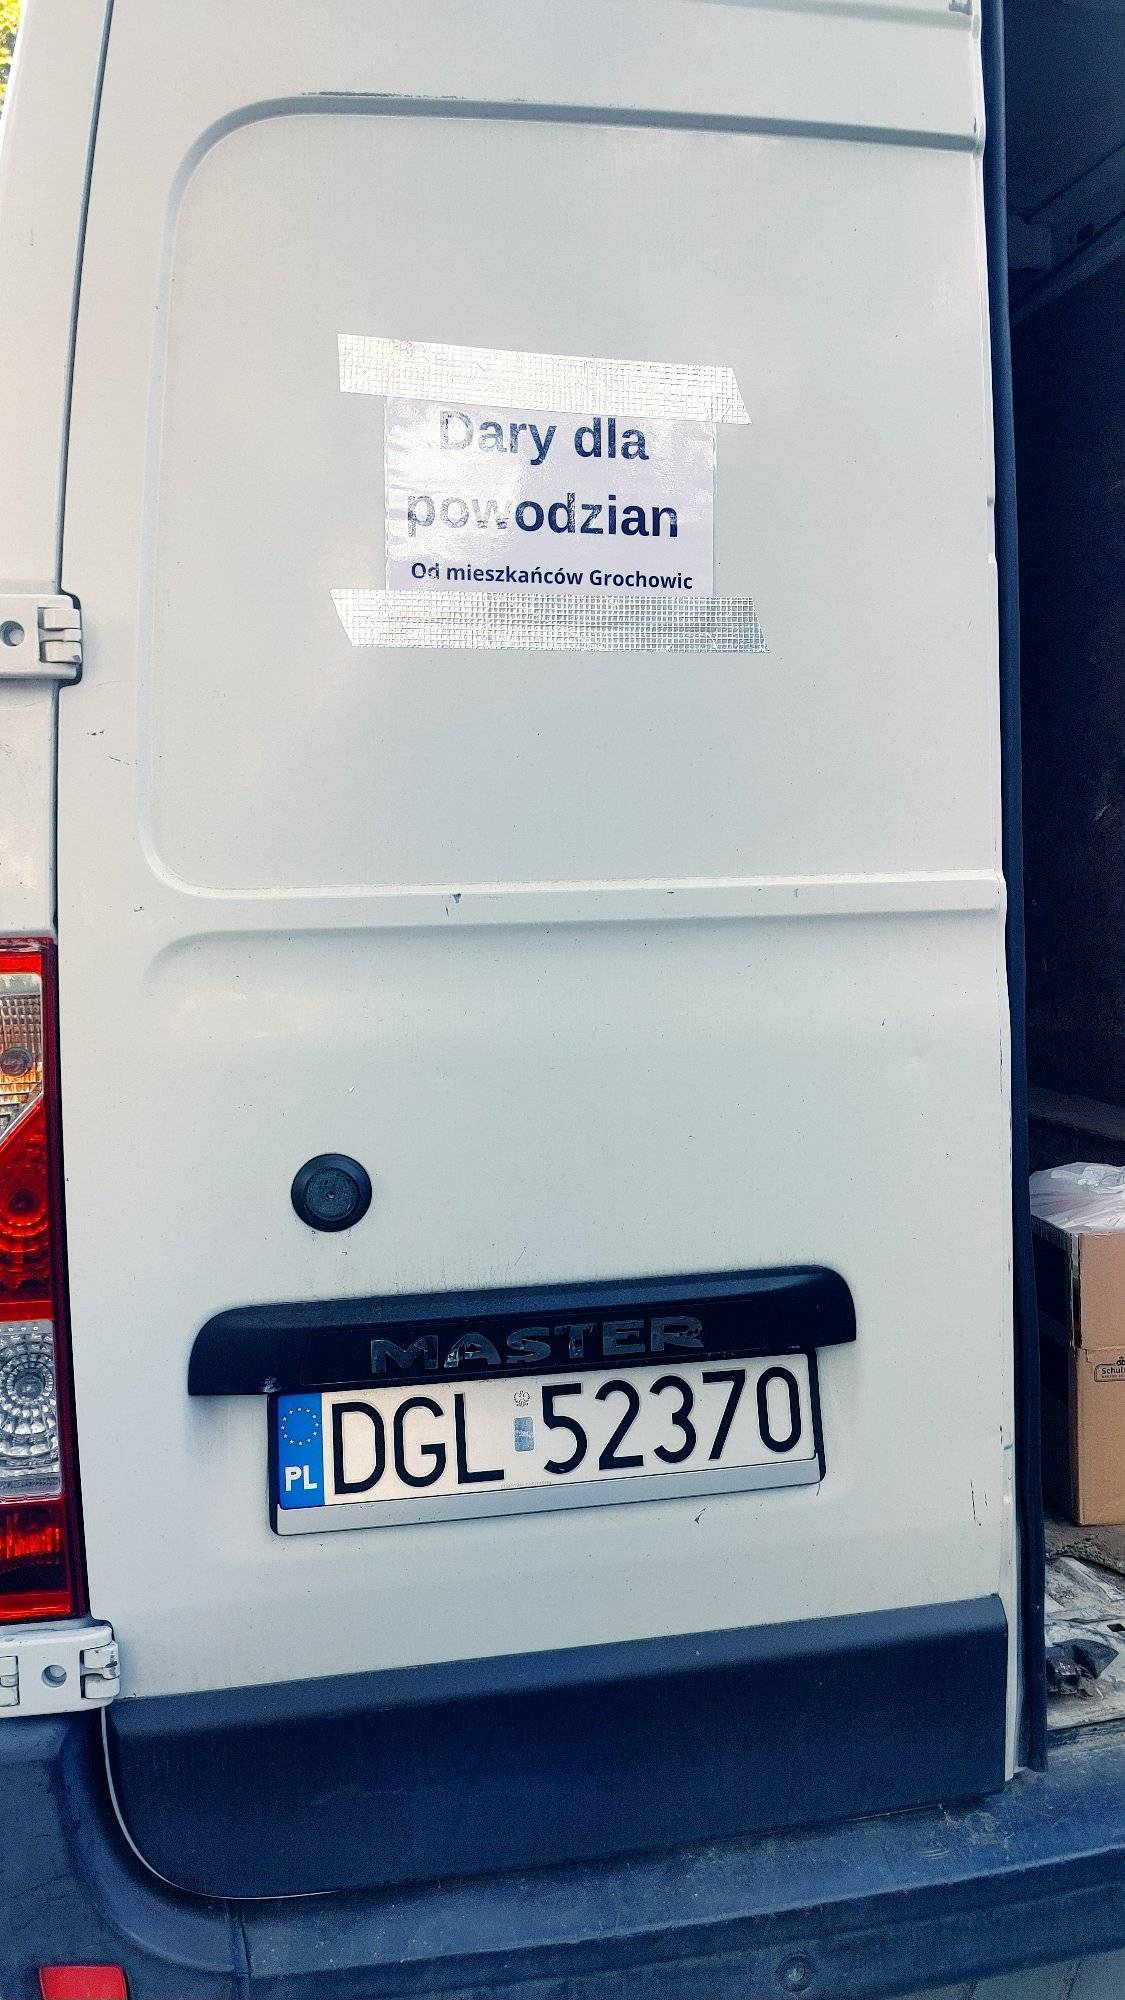 Dary dla
powodzian
Od mieszkańców Grochowic
MASTER
PL DGL 52370